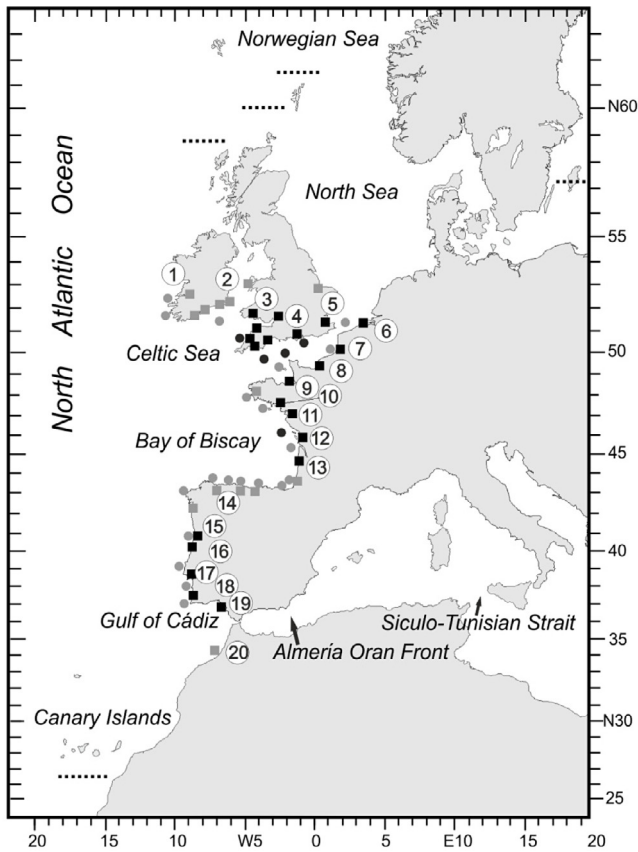 Norwegian Sea
N60
North Atlantic Ocean
North Sea
55
1
2
3
4
5
6
Celtic Sea
50
7
8
9
10
11
Bay of Biscay
12
45
13
14
15
16
40
17
18
19
Gulf of Cádiz
Siculo-Tunisian Strait
35
20
Almeria Oran Front
Canary Islands
N30
25
20 15 10 W5 0 5 E10 15 20